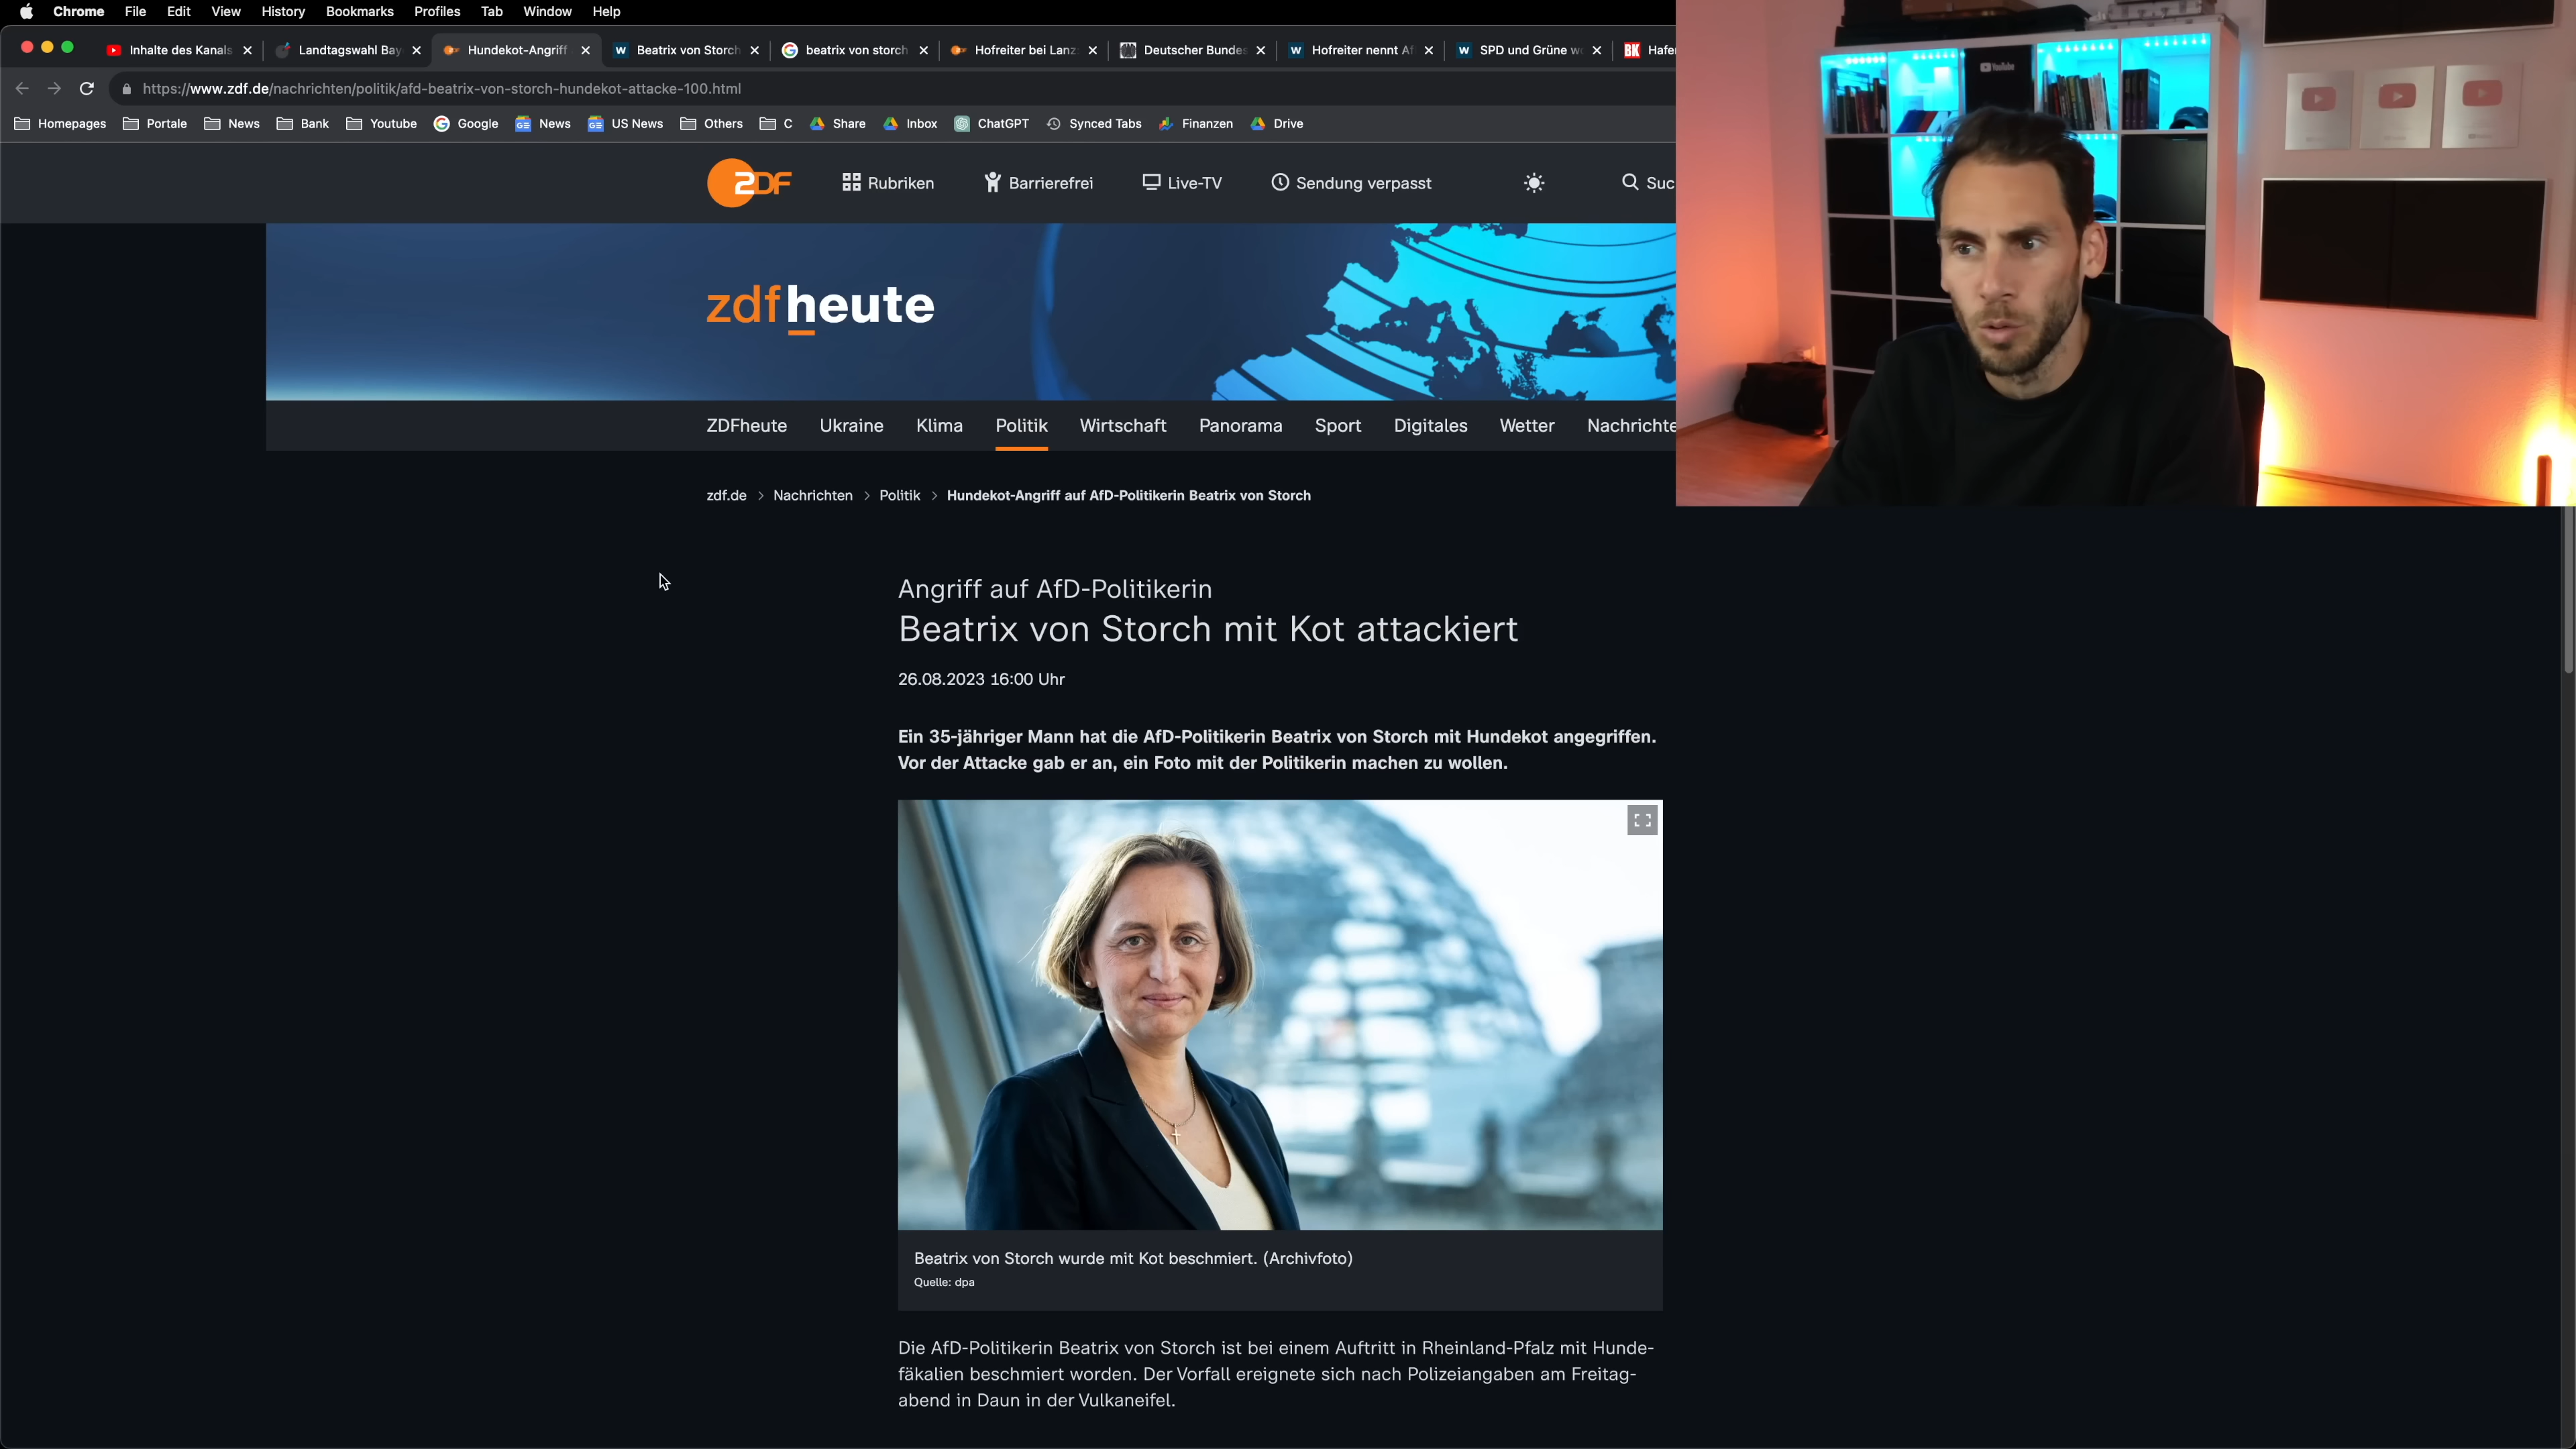 Chrome File Edit View History Bookmarks Profiles Tab Window Help
Inhalte des Kanals Landtagswahl Bay Hundekot-Angriff Beatrix von Storch beatrix von storch Hofreiter bei Lanz Deutscher Bundes Hofreiter nennt Af SPD und Grüne w BK Hafer
https://www.zdf.de/nachrichten/politik/afd-beatrix-von-storch-hundekot-attacke-100.html
Homepages Portale News Bank Youtube Google News US News Others C Share Inbox ChatGPT Synced Tabs Finanzen Drive
YouTube
ZDF Rubriken Barrierefrei Live-TV Sendung verpasst Suc
zdfheute
ZDFheute Ukraine Klima Politik Wirtschaft Panorama Sport Digitales Wetter Nachrichte
zdf.de > Nachrichten > Politik > Hundekot-Angriff auf AfD-Politikerin Beatrix von Storch
Angriff auf AfD-Politikerin
Beatrix von Storch mit Kot attackiert
26.08.2023 16:00 Uhr
Ein 35-jähriger Mann hat die AfD-Politikerin Beatrix von Storch mit Hundekot angegriffen.
Vor der Attacke gab er an, ein Foto mit der Politikerin machen zu wollen.
Beatrix von Storch wurde mit Kot beschmiert. (Archivfoto)
Quelle: dpa
Die AfD-Politikerin Beatrix von Storch ist bei einem Auftritt in Rheinland-Pfalz mit Hunde-
fäkalien beschmiert worden. Der Vorfall ereignete sich nach Polizeiangaben am Freitag-
abend in Daun in der Vulkaneifel.